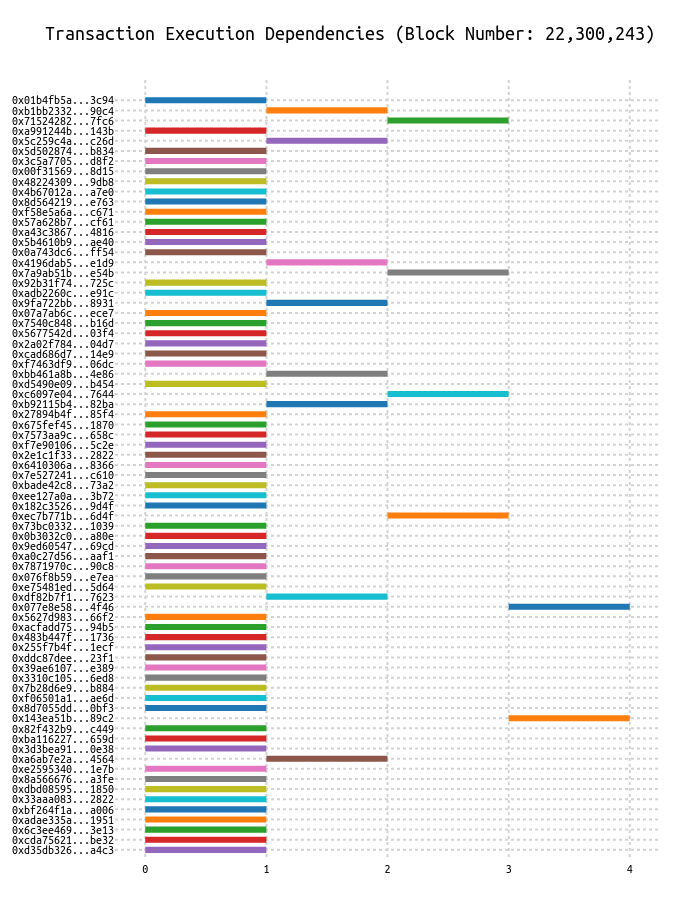 Transaction Execution Dependencies (Block Number: 22,300,243)
0x01b4fb5a...3c94
0xb1bb2332...90c4
0x71524282...7fc6
0xa991244b...143b
0x5c259c4a...c26d
0x5d502874...b834
0x3c5a7705...d8f2
0x00f31569...8d15
0x48224309...9db8
0x4b67012a...a7e0
0x8d564219...e763
0xf58e5a6a...c671
0x57a628b7...cf61
0xa43c3867...4816
0x5b4610b9...ae40
0x0a743dc6...ff54
0x4196dab5...e1d9
0x7a9ab51b...e54b
0x92b31f74...725c
0xadb2260c...e91c
0x9fa722bb...8931
0x07a7ab6c...ece7
0x7540c848...b16d
0x5677542d...03f4
0x2a02f784...04d7
0xcad686d7...14e9
0xf7463df9...06dc
0xbb461a8b...4e86
0xd5490e09...b454
0xc6097e04...7644
0xb92115b4...82ba
0x27894b4f...85f4
0x675fef45...1870
0x7573aa9c...658c
0xf7e90106...5c2e
0x2e1c1f33...2822
0x6410306a...8366
0x7e527241...c610
0xbade42c8...73a2
0xee127a0a...3b72
0x182c3526...9d4f
0xec7b771b...6d4f
0x73bc0332...1039
0x0b3032c0...a80e
0x9ed60547...69cd
0xa0c27d56...aaf1
0x7871970c...90c8
0x076f8b59...e7ea
0xe75481ed...5d64
0xdf82b7f1...7623
0x077e8e58...4f46
0x5627d983...66f2
0xacfadd75...94b5
0x483b447f...1736
0x255f7b4f...1ecf
0xddc87dee...23f1
0x39ae6107...e389
0x3310c105...6ed8
0x7b28d6e9...b884
0xf06501a1...ae6d
0x8d7055dd...0bf3
0x143ea51b...89c2
0x82f432b9...c449
0xba116227...659d
0x3d3bea91...0e38
0xa6ab7e2a...4564
0xe2595340...1e7b
0x8a566676...a3fe
0xdbd08595...1850
0x33aaa083...2822
0xbf264f1a...a006
0xadae335a...1951
0x6c3ee469...3e13
0xcda75621...be32
0xd35db326...a4c3
0 1 2 3 4